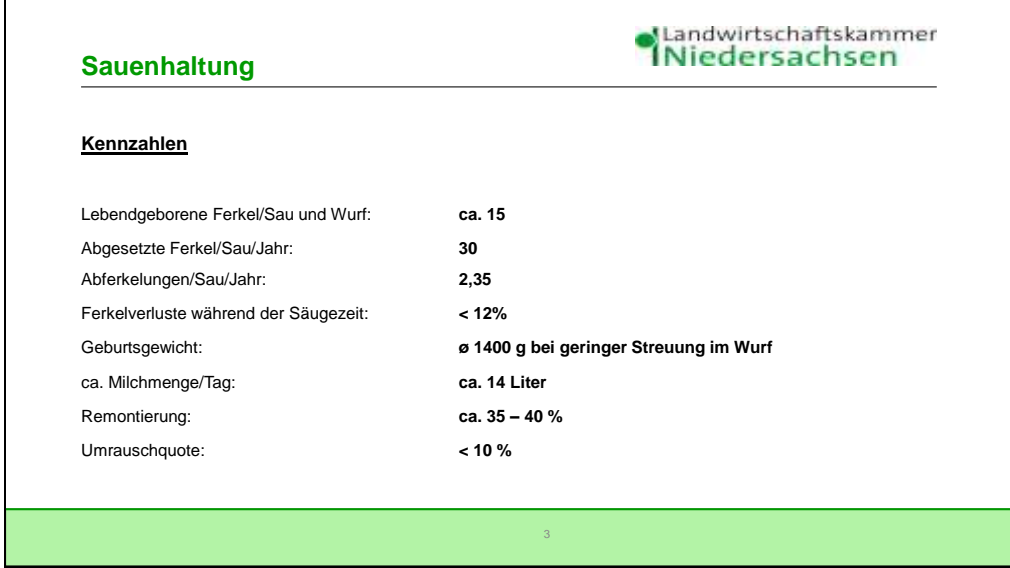 Landwirtschaftskammer
Niedersachsen
Sauenhaltung
Kennzahlen
Lebendgeborene Ferkel/Sau und Wurf: ca. 15
Abgesetzte Ferkel/Sau/Jahr: 30
Abferkelungen/Sau/Jahr: 2,35
Ferkelverluste während der Säugezeit: < 12%
Geburtsgewicht: ø 1400 g bei geringer Streuung im Wurf
ca. Milchmenge/Tag: ca. 14 Liter
Remontierung: ca. 35 – 40 %
Umrauschquote: < 10 %
3